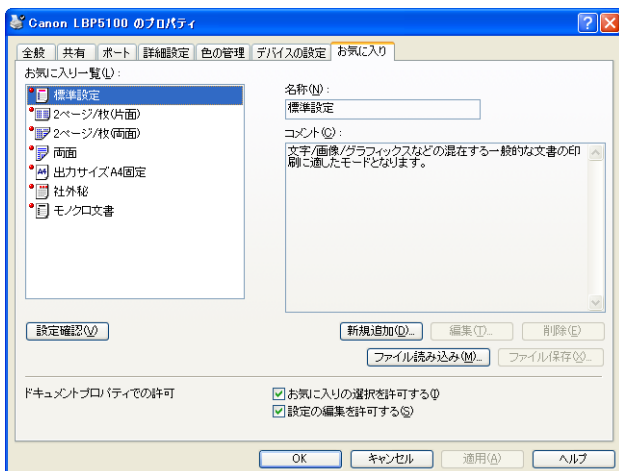 Canon LBP5100 のプロパティ
全般 共有 ポート 詳細設定 色の管理 デバイスの設定 お気に入り
お気に入り一覧(L):
標準設定
2ページ/枚(片面)
2ページ/枚(両面)
両面
出力サイズA4固定
社外秘
モノクロ文書
名称(N):
標準設定
コメント(C):
文字/画像/グラフィックスなどの混在する一般的な文書の印
刷に適したモードとなります。
設定確認(V)
新規追加(D)... 編集(T)... 削除(E)
ファイル読み込み(M)... ファイル保存(X)...
ドキュメントプロパティでの許可
お気に入りの選択を許可する(I)
設定の編集を許可する(S)
OK キャンセル 適用(A) ヘルプ